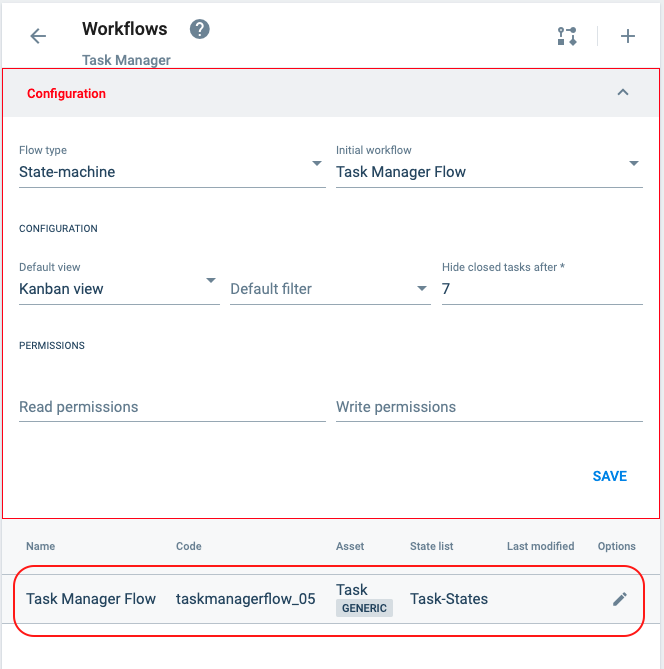 Workflows ?
Task Manager
Configuration
Flow type Initial workflow
State-machine Task Manager Flow
CONFIGURATION
Default view Hide closed tasks after *
Kanban view Default filter 7
PERMISSIONS
Read permissions Write permissions
SAVE
Name Code Asset State list Last modified Options
Task Manager Flow taskmanagerflow_05 Task Task-States
GENERIC